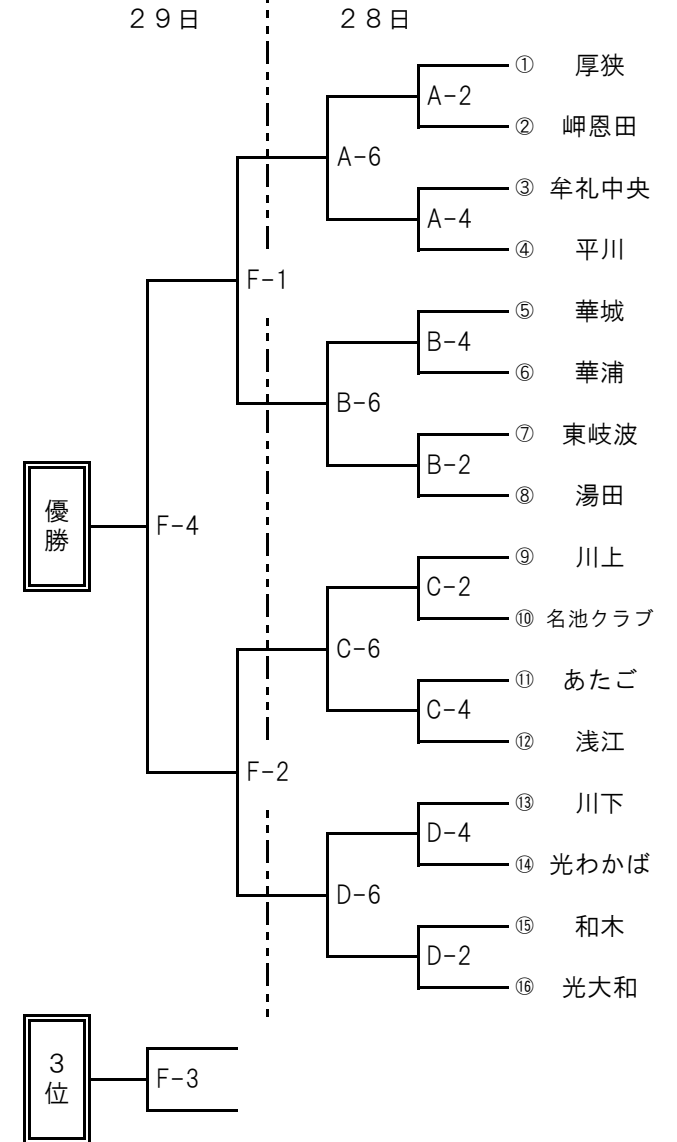 ２９日 ２８日
① 厚狭
A-2
② 岬恩田
A-6
③ 牟礼中央
A-4
④ 平川
F-1
⑤ 華城
B-4
⑥ 華浦
B-6
⑦ 東岐波
B-2
⑧ 湯田
優勝
F-4
⑨ 川上
C-2
⑩ 名池クラブ
C-6
⑪ あたご
C-4
⑫ 浅江
F-2
⑬ 川下
D-4
⑭ 光わかば
D-6
⑮ 和木
D-2
⑯ 光大和
３位
F-3